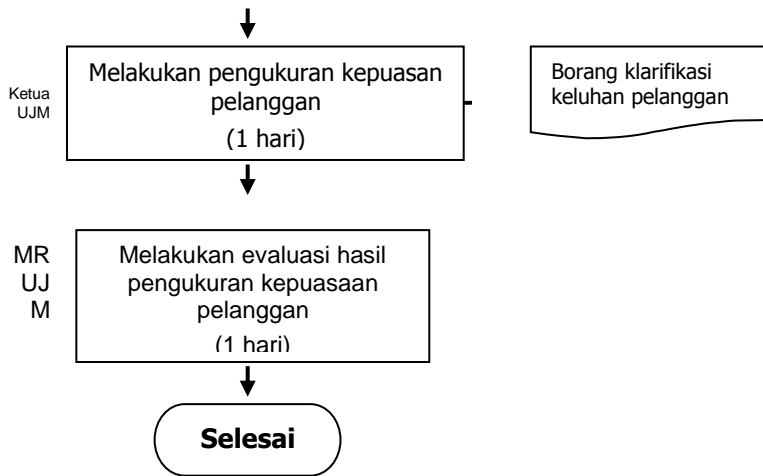 Ketua
UJM
Melakukan pengukuran kepuasan
pelanggan
(1 hari)
Borang klarifikasi
keluhan pelanggan
MR
UJ
M
Melakukan evaluasi hasil
pengukuran kepuasaan
pelanggan
(1 hari)
Selesai